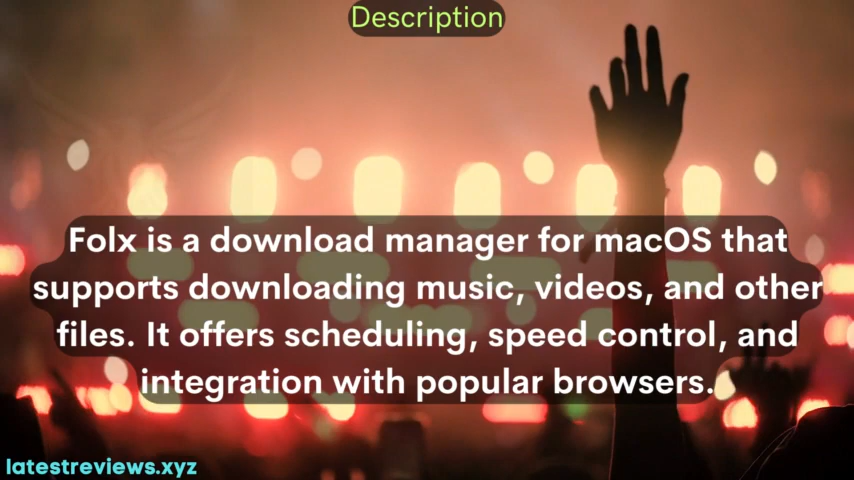 Description
Folx is a download manager for macOS that
supports downloading music, videos, and other
files. It offers scheduling, speed control, and
integration with popular browsers.
latestreviews.xyz